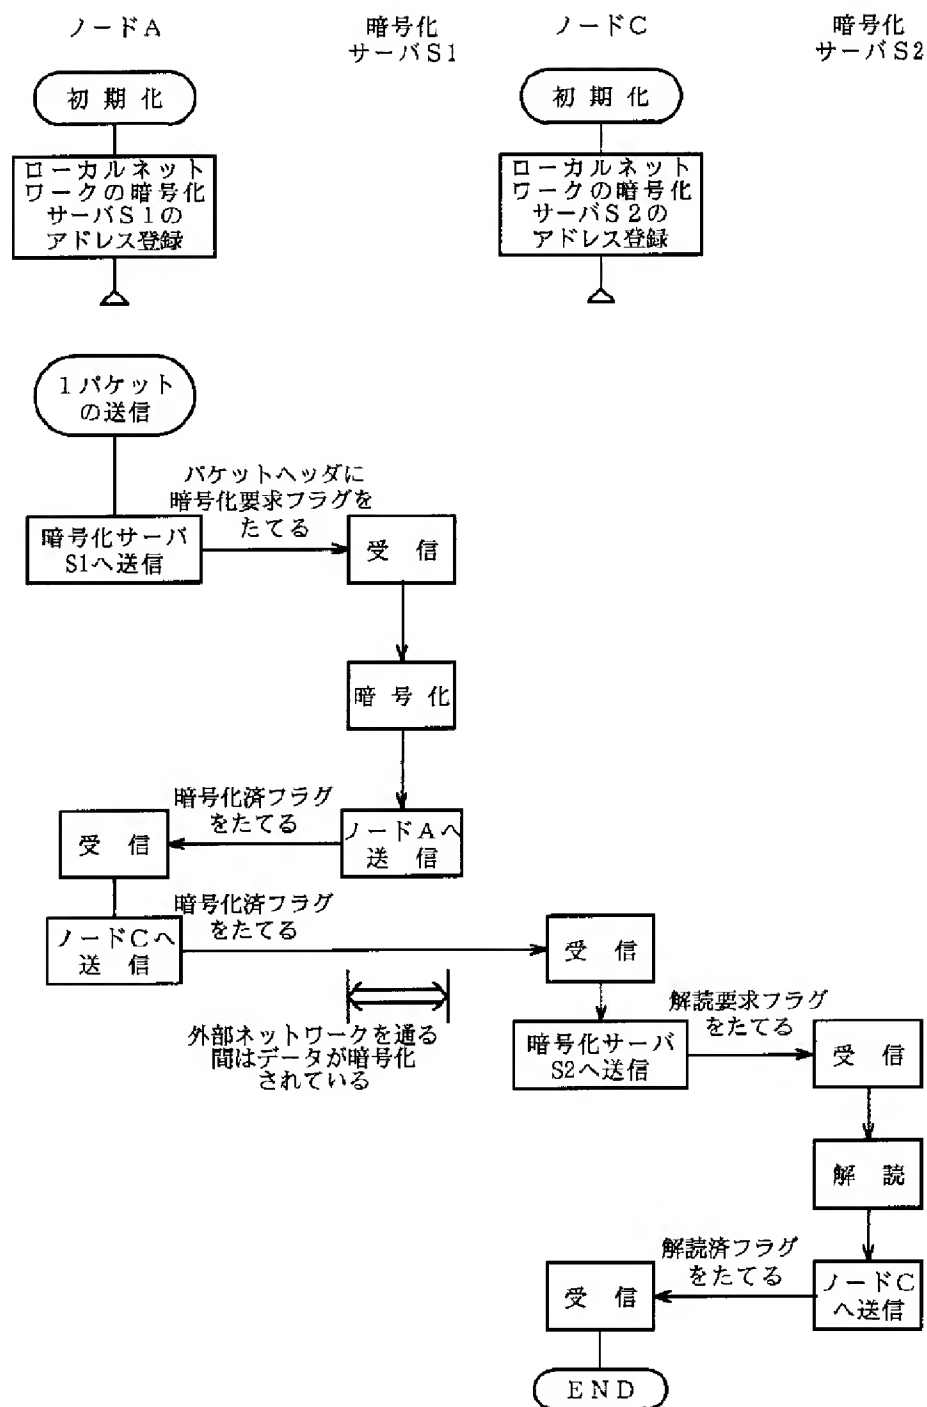 ノードA
暗号化
サーバS1
ノードC
暗号化
サーバS2
初期化
初期化
ローカルネット
ワークの暗号化
サーバS1の
アドレス登録
ローカルネット
ワークの暗号化
サーバS2の
アドレス登録
1パケット
の送信
パケットヘッダに
暗号化要求フラグを
たてる
暗号化サーバ
S1へ送信
受信
暗号化
暗号化済フラグ
をたてる
ノードAへ
送信
受信
暗号化済フラグ
をたてる
ノードCへ
送信
受信
外部ネットワークを通る
間はデータが暗号化
されている
解読要求フラグ
をたてる
暗号化サーバ
S2へ送信
受信
解読
解読済フラグ
をたてる
ノードC
へ送信
受信
END